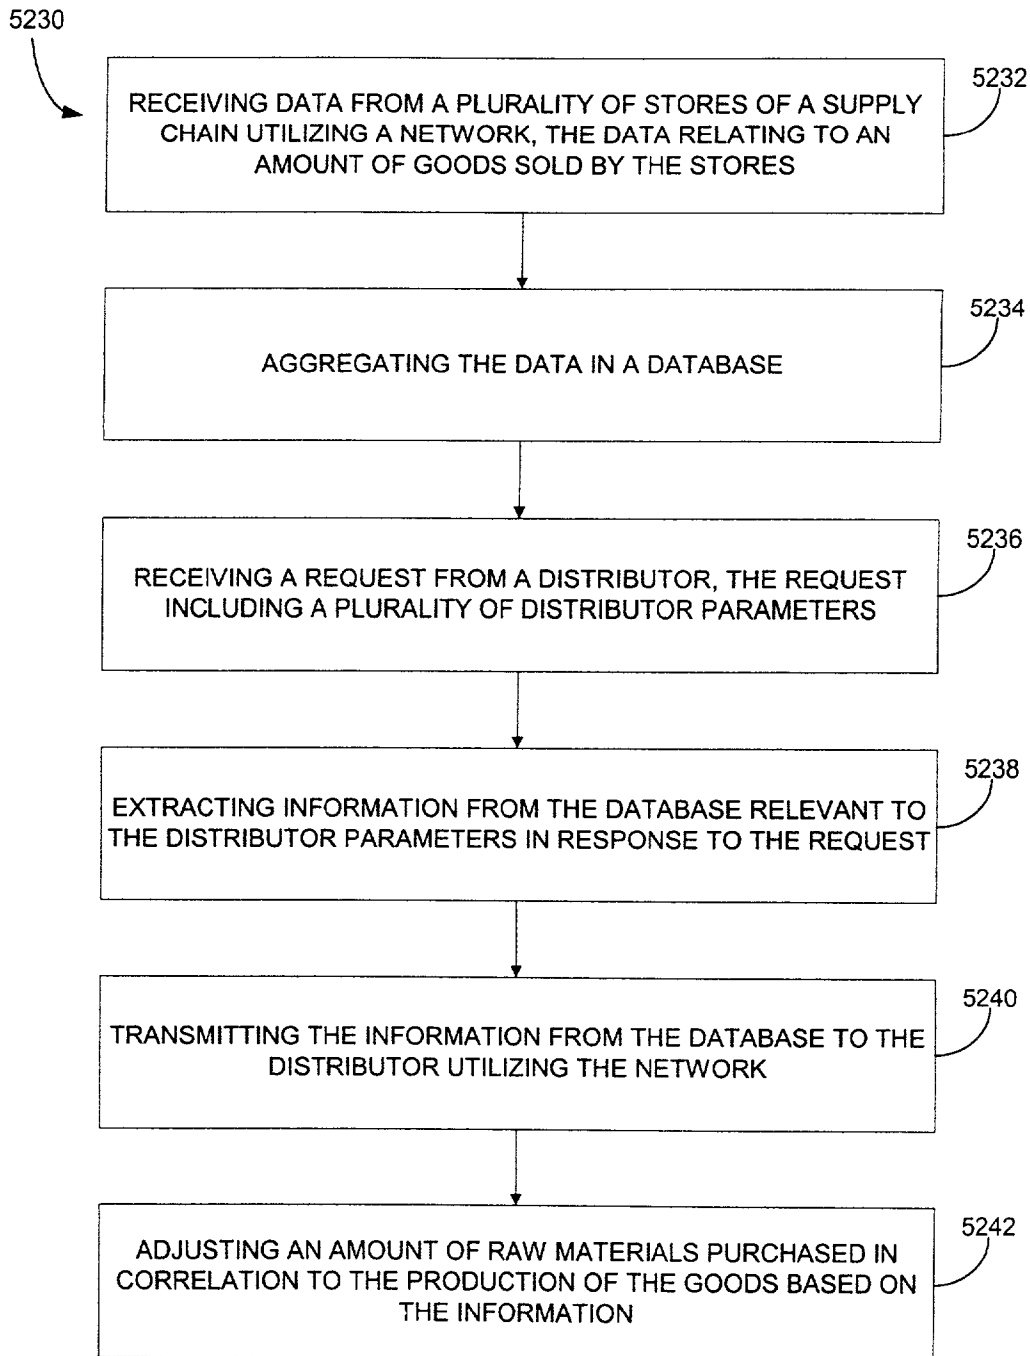 5230
5232
RECEIVING DATA FROM A PLURALITY OF STORES OF A SUPPLY
CHAIN UTILIZING A NETWORK, THE DATA RELATING TO AN
AMOUNT OF GOODS SOLD BY THE STORES
5234
AGGREGATING THE DATA IN A DATABASE
5236
RECEIVING A REQUEST FROM A DISTRIBUTOR, THE REQUEST
INCLUDING A PLURALITY OF DISTRIBUTOR PARAMETERS
5238
EXTRACTING INFORMATION FROM THE DATABASE RELEVANT TO
THE DISTRIBUTOR PARAMETERS IN RESPONSE TO THE REQUEST
5240
TRANSMITTING THE INFORMATION FROM THE DATABASE TO THE
DISTRIBUTOR UTILIZING THE NETWORK
5242
ADJUSTING AN AMOUNT OF RAW MATERIALS PURCHASED IN
CORRELATION TO THE PRODUCTION OF THE GOODS BASED ON
THE INFORMATION